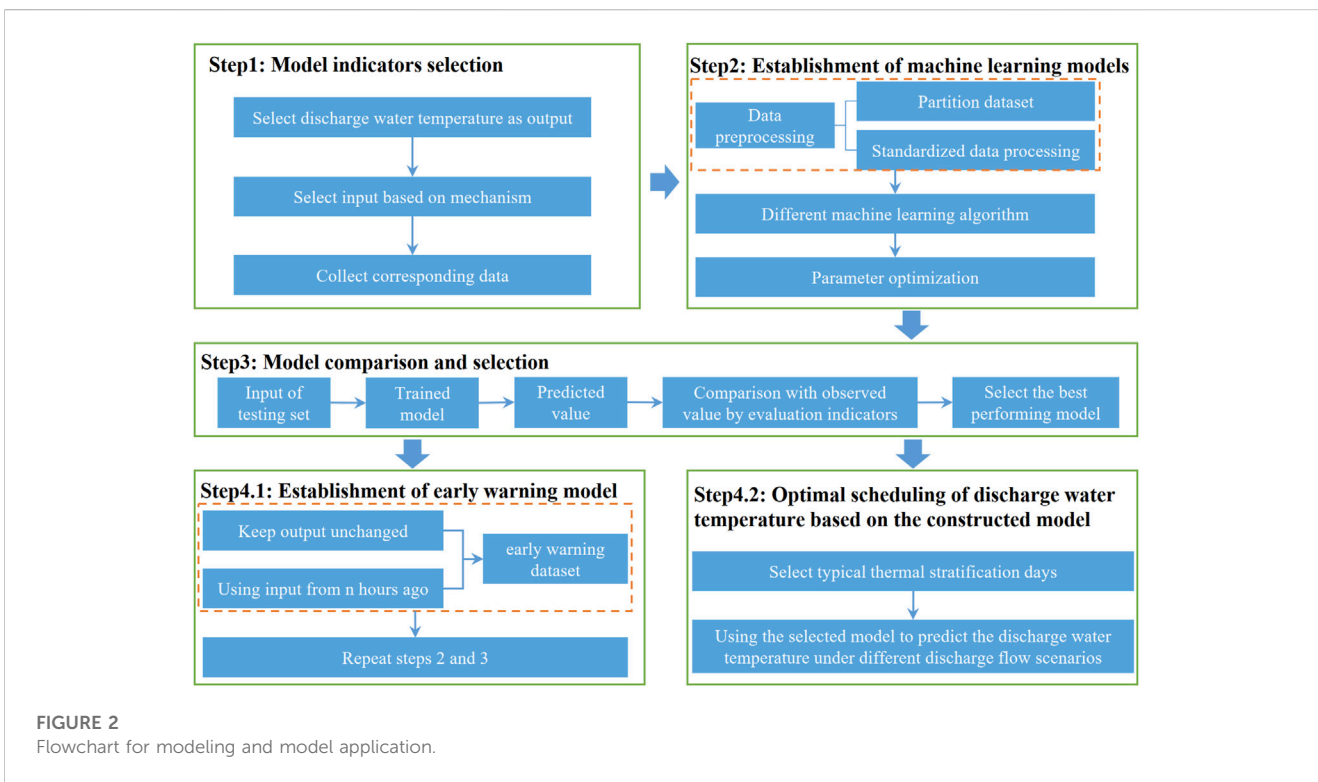 Step1: Model indicators selection
Select discharge water temperature as output
Select input based on mechanism
Collect corresponding data
Step2: Establishment of machine learning models
Data
preprocessing
Partition dataset
Standardized data processing
Different machine learning algorithm
Parameter optimization
Step3: Model comparison and selection
Input of
testing set
Trained
model
Predicted
value
Comparison with observed
value by evaluation indicators
Select the best
performing model
Step4.1: Establishment of early warning model
Keep output unchanged
Using input from n hours ago
early warning
dataset
Repeat steps 2 and 3
Step4.2: Optimal scheduling of discharge water
temperature based on the constructed model
Select typical thermal stratification days
Using the selected model to predict the discharge water
temperature under different discharge flow scenarios
FIGURE 2
Flowchart for modeling and model application.